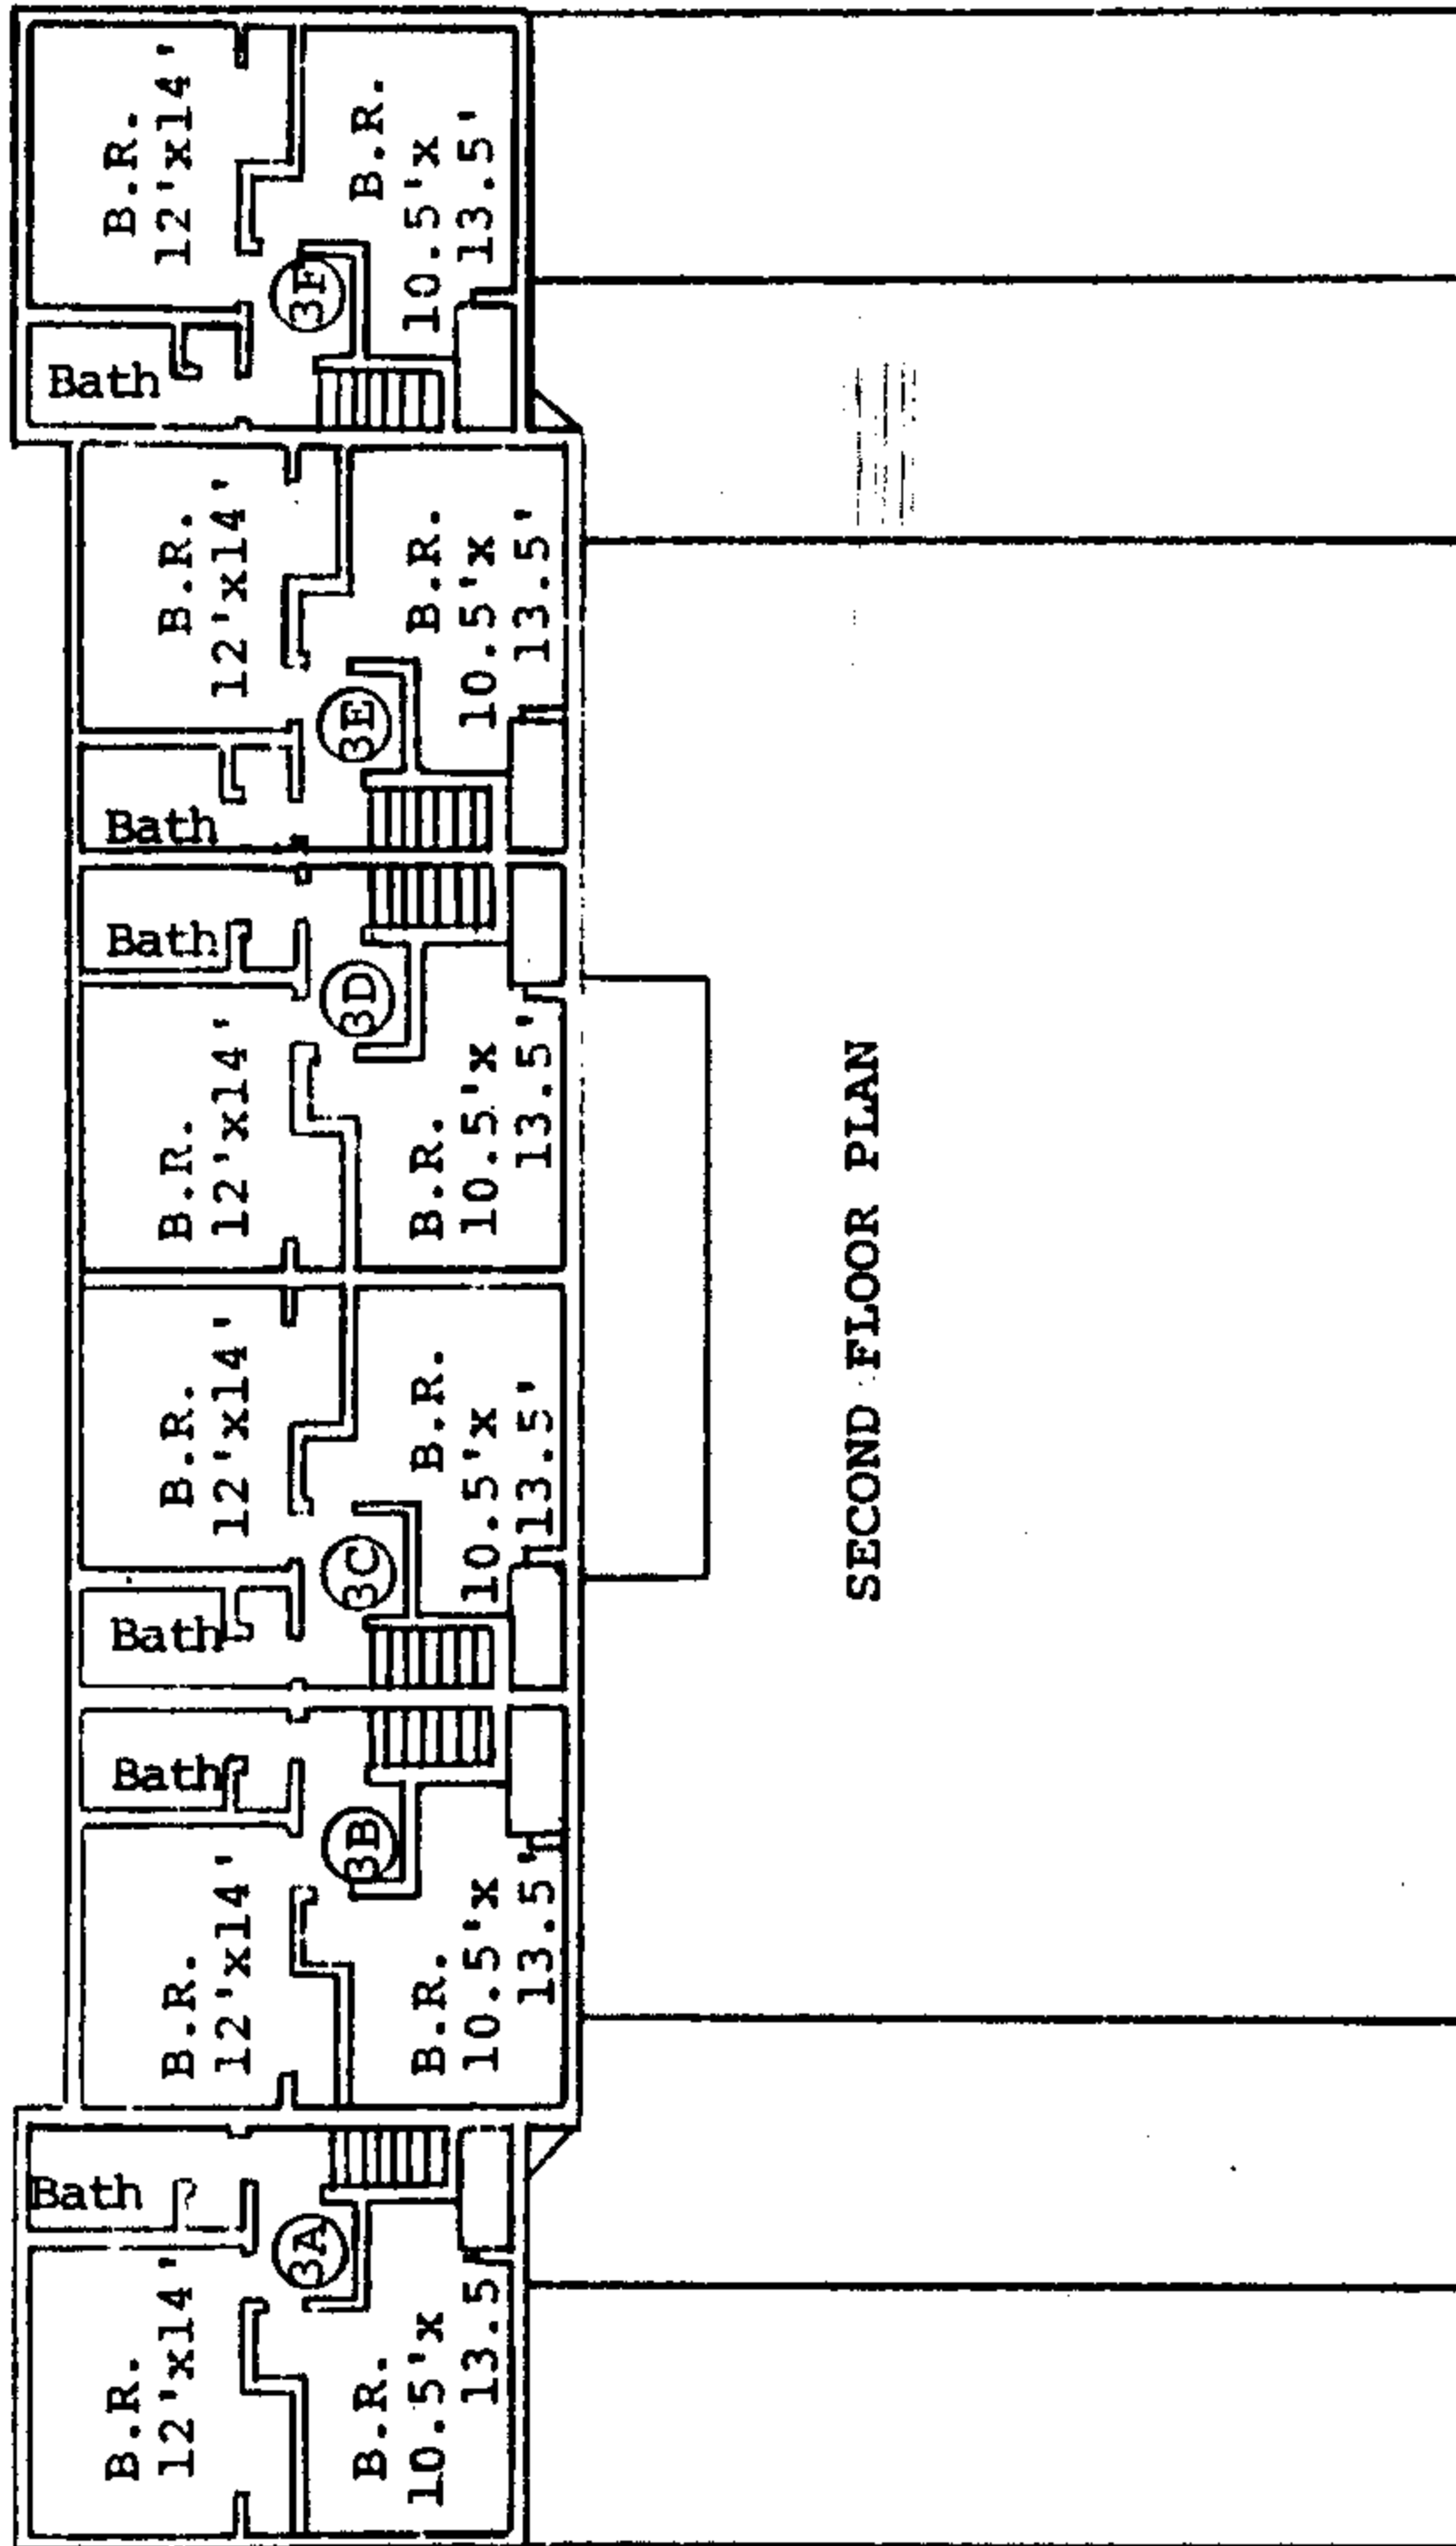 B.R.
12'x14'
Bath
3A
B.R.
10.5'x
13.5
B.R.
12'x14'
Bath
3B
B.R.
10.5'x
13.5'
Bath
B.R.
12'x14'
3C
B.R.
10.5'x
13.5'
B.R.
12'x14'
Bath
3D
B.R.
10.5'x
13.5'
Bath
B.R.
12'x14'
3E
B.R.
10.5'x
13.5'
Bath
B.R.
12'x14'
3F
B.R.
10.5'x
13.5'
SECOND FLOOR PLAN